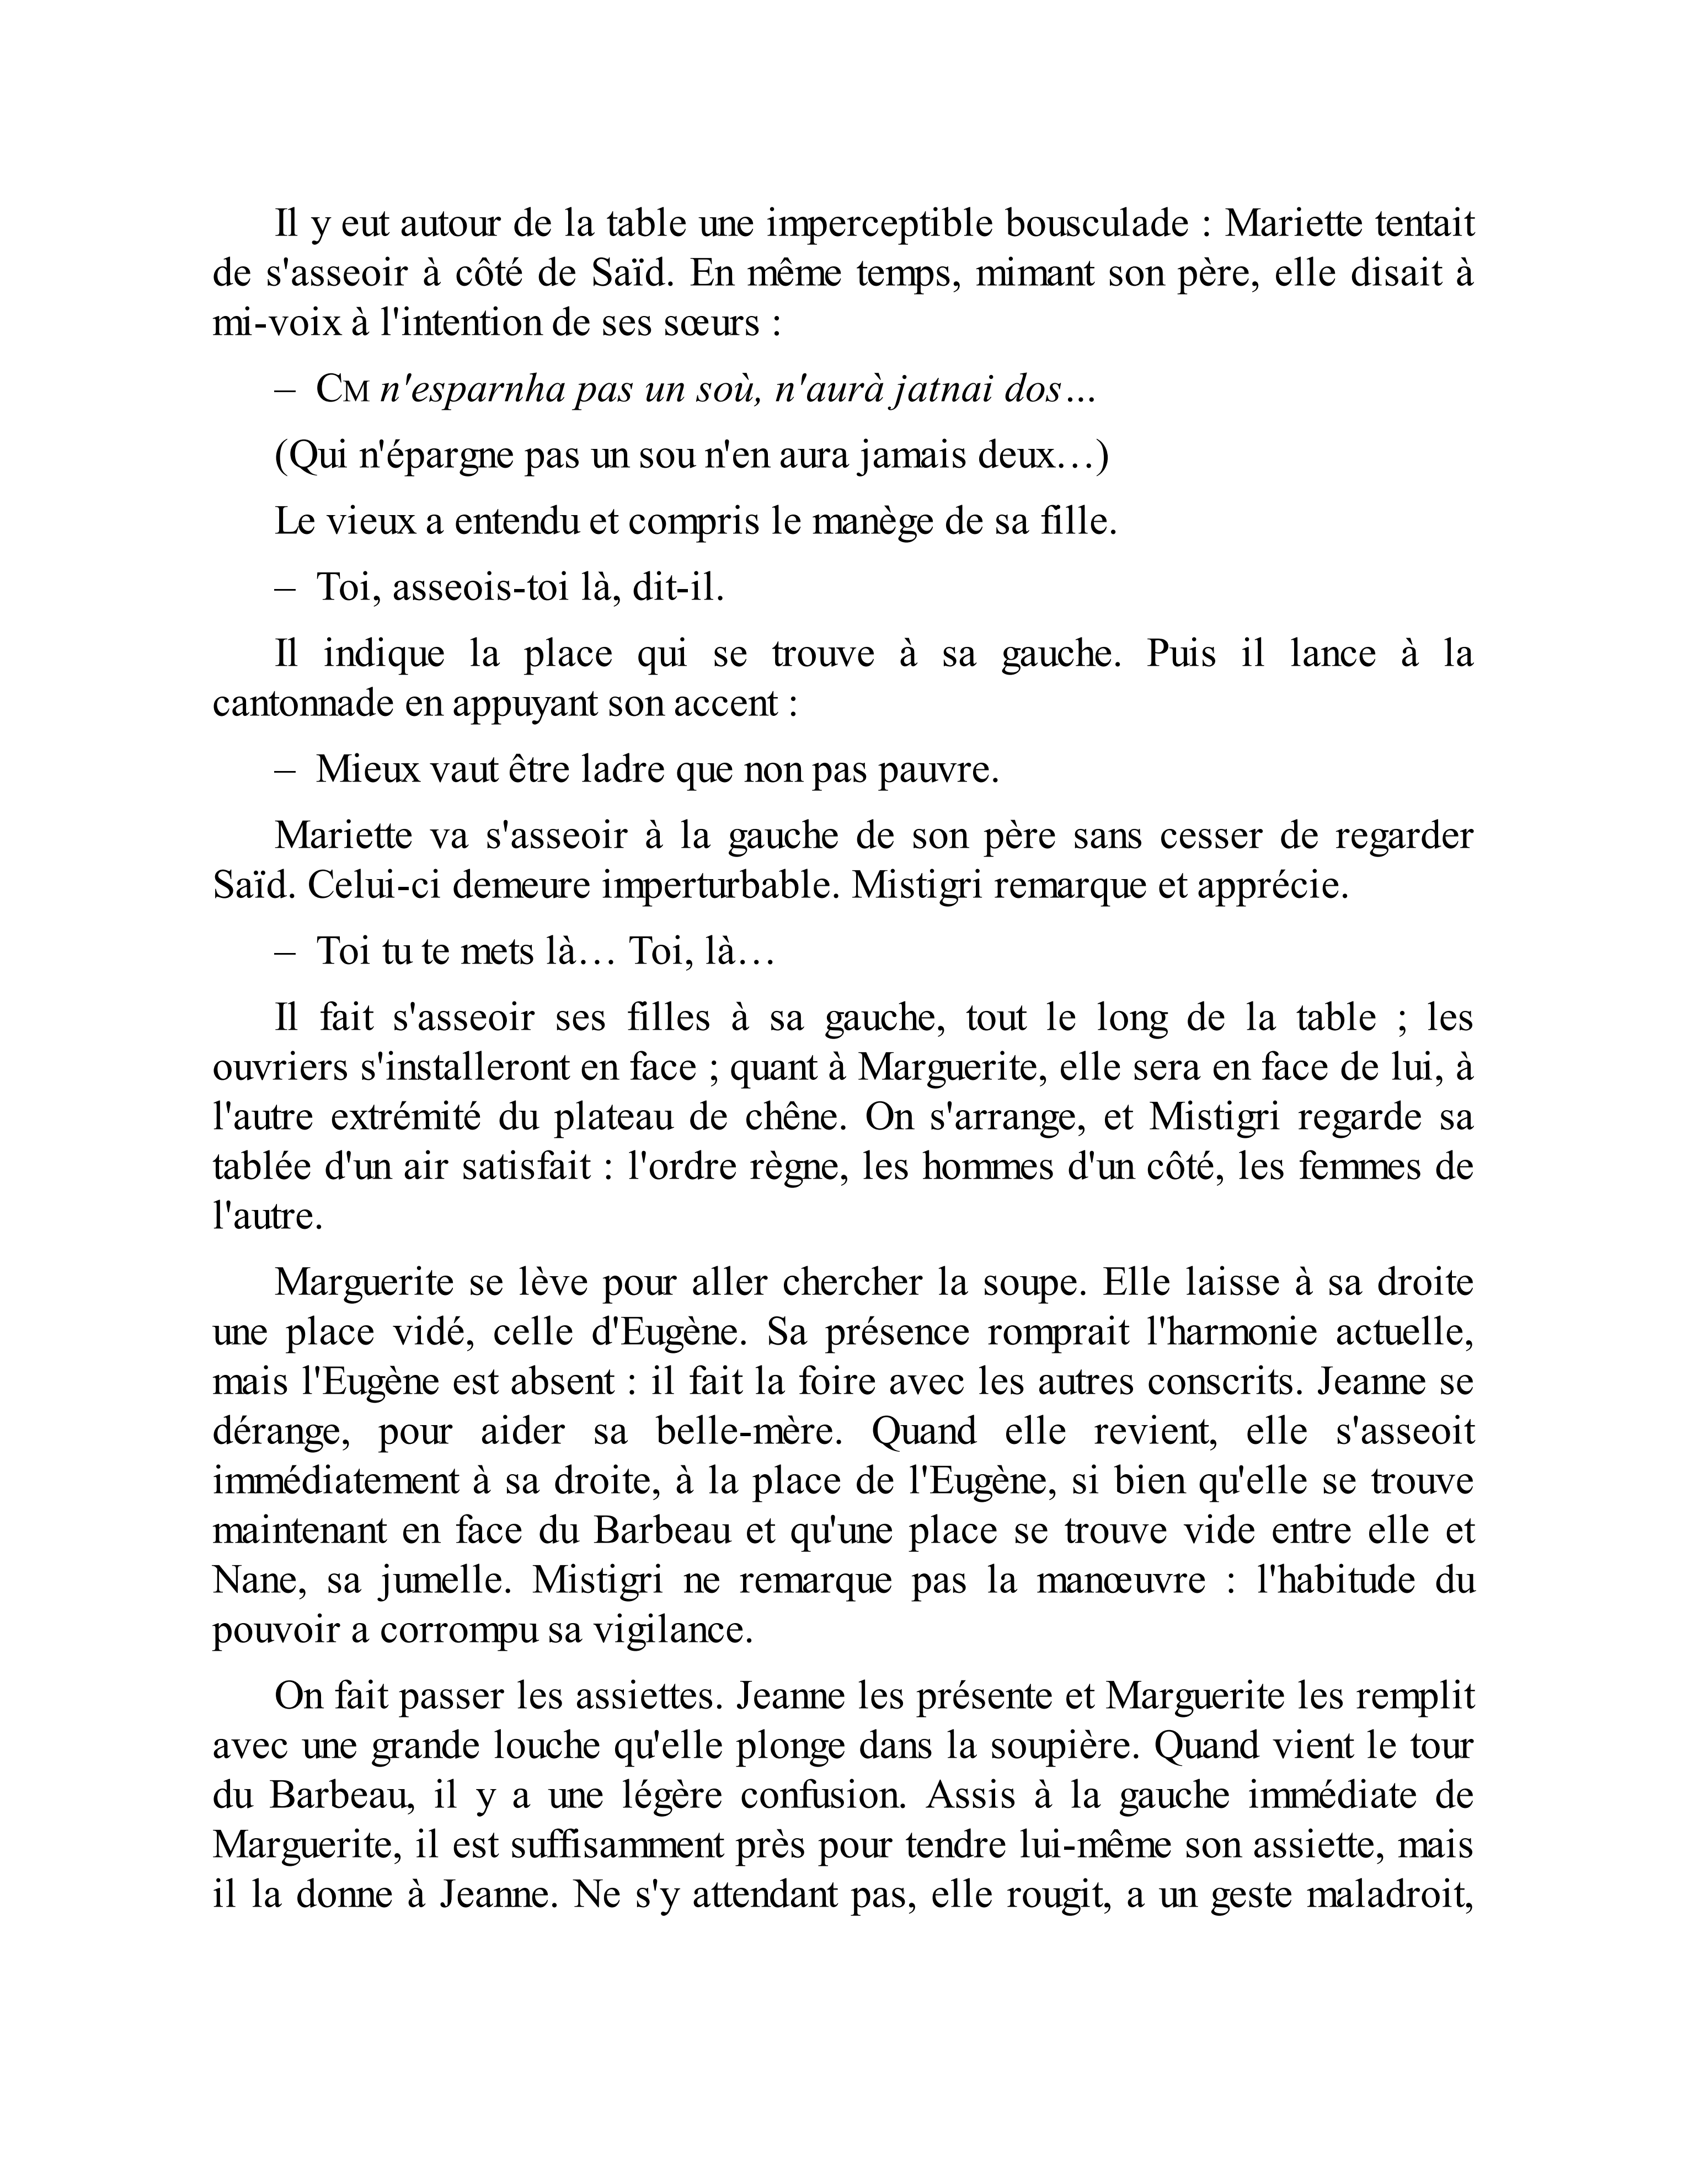 Il y eut autour de la table une imperceptible bousculade : Mariette tentait
de s'asseoir à côté de Saïd. En même temps, mimant son père, elle disait à
mi-voix à l'intention de ses sœurs :
– CM n'esparnha pas un soù, n'aurà jatnai dos…
(Qui n'épargne pas un sou n'en aura jamais deux…)
Le vieux a entendu et compris le manège de sa fille.
– Toi, asseois-toi là, dit-il.
Il indique la place qui se trouve à sa gauche. Puis il lance à la
cantonnade en appuyant son accent :
– Mieux vaut être ladre que non pas pauvre.
Mariette va s'asseoir à la gauche de son père sans cesser de regarder
Saïd. Celui-ci demeure imperturbable. Mistigri remarque et apprécie.
– Toi tu te mets là… Toi, là…
Il fait s'asseoir ses filles à sa gauche, tout le long de la table ; les
ouvriers s'installeront en face ; quant à Marguerite, elle sera en face de lui, à
l'autre extrémité du plateau de chêne. On s'arrange, et Mistigri regarde sa
tablée d'un air satisfait : l'ordre règne, les hommes d'un côté, les femmes de
l'autre.
Marguerite se lève pour aller chercher la soupe. Elle laisse à sa droite
une place vidé, celle d'Eugène. Sa présence romprait l'harmonie actuelle,
mais l'Eugène est absent : il fait la foire avec les autres conscrits. Jeanne se
dérange, pour aider sa belle-mère. Quand elle revient, elle s'asseoit
immédiatement à sa droite, à la place de l'Eugène, si bien qu'elle se trouve
maintenant en face du Barbeau et qu'une place se trouve vide entre elle et
Nane, sa jumelle. Mistigri ne remarque pas la manœuvre : l'habitude du
pouvoir a corrompu sa vigilance.
On fait passer les assiettes. Jeanne les présente et Marguerite les remplit
avec une grande louche qu'elle plonge dans la soupière. Quand vient le tour
du Barbeau, il y a une légère confusion. Assis à la gauche immédiate de
Marguerite, il est suffisamment près pour tendre lui-même son assiette, mais
il la donne à Jeanne. Ne s'y attendant pas, elle rougit, a un geste maladroit,